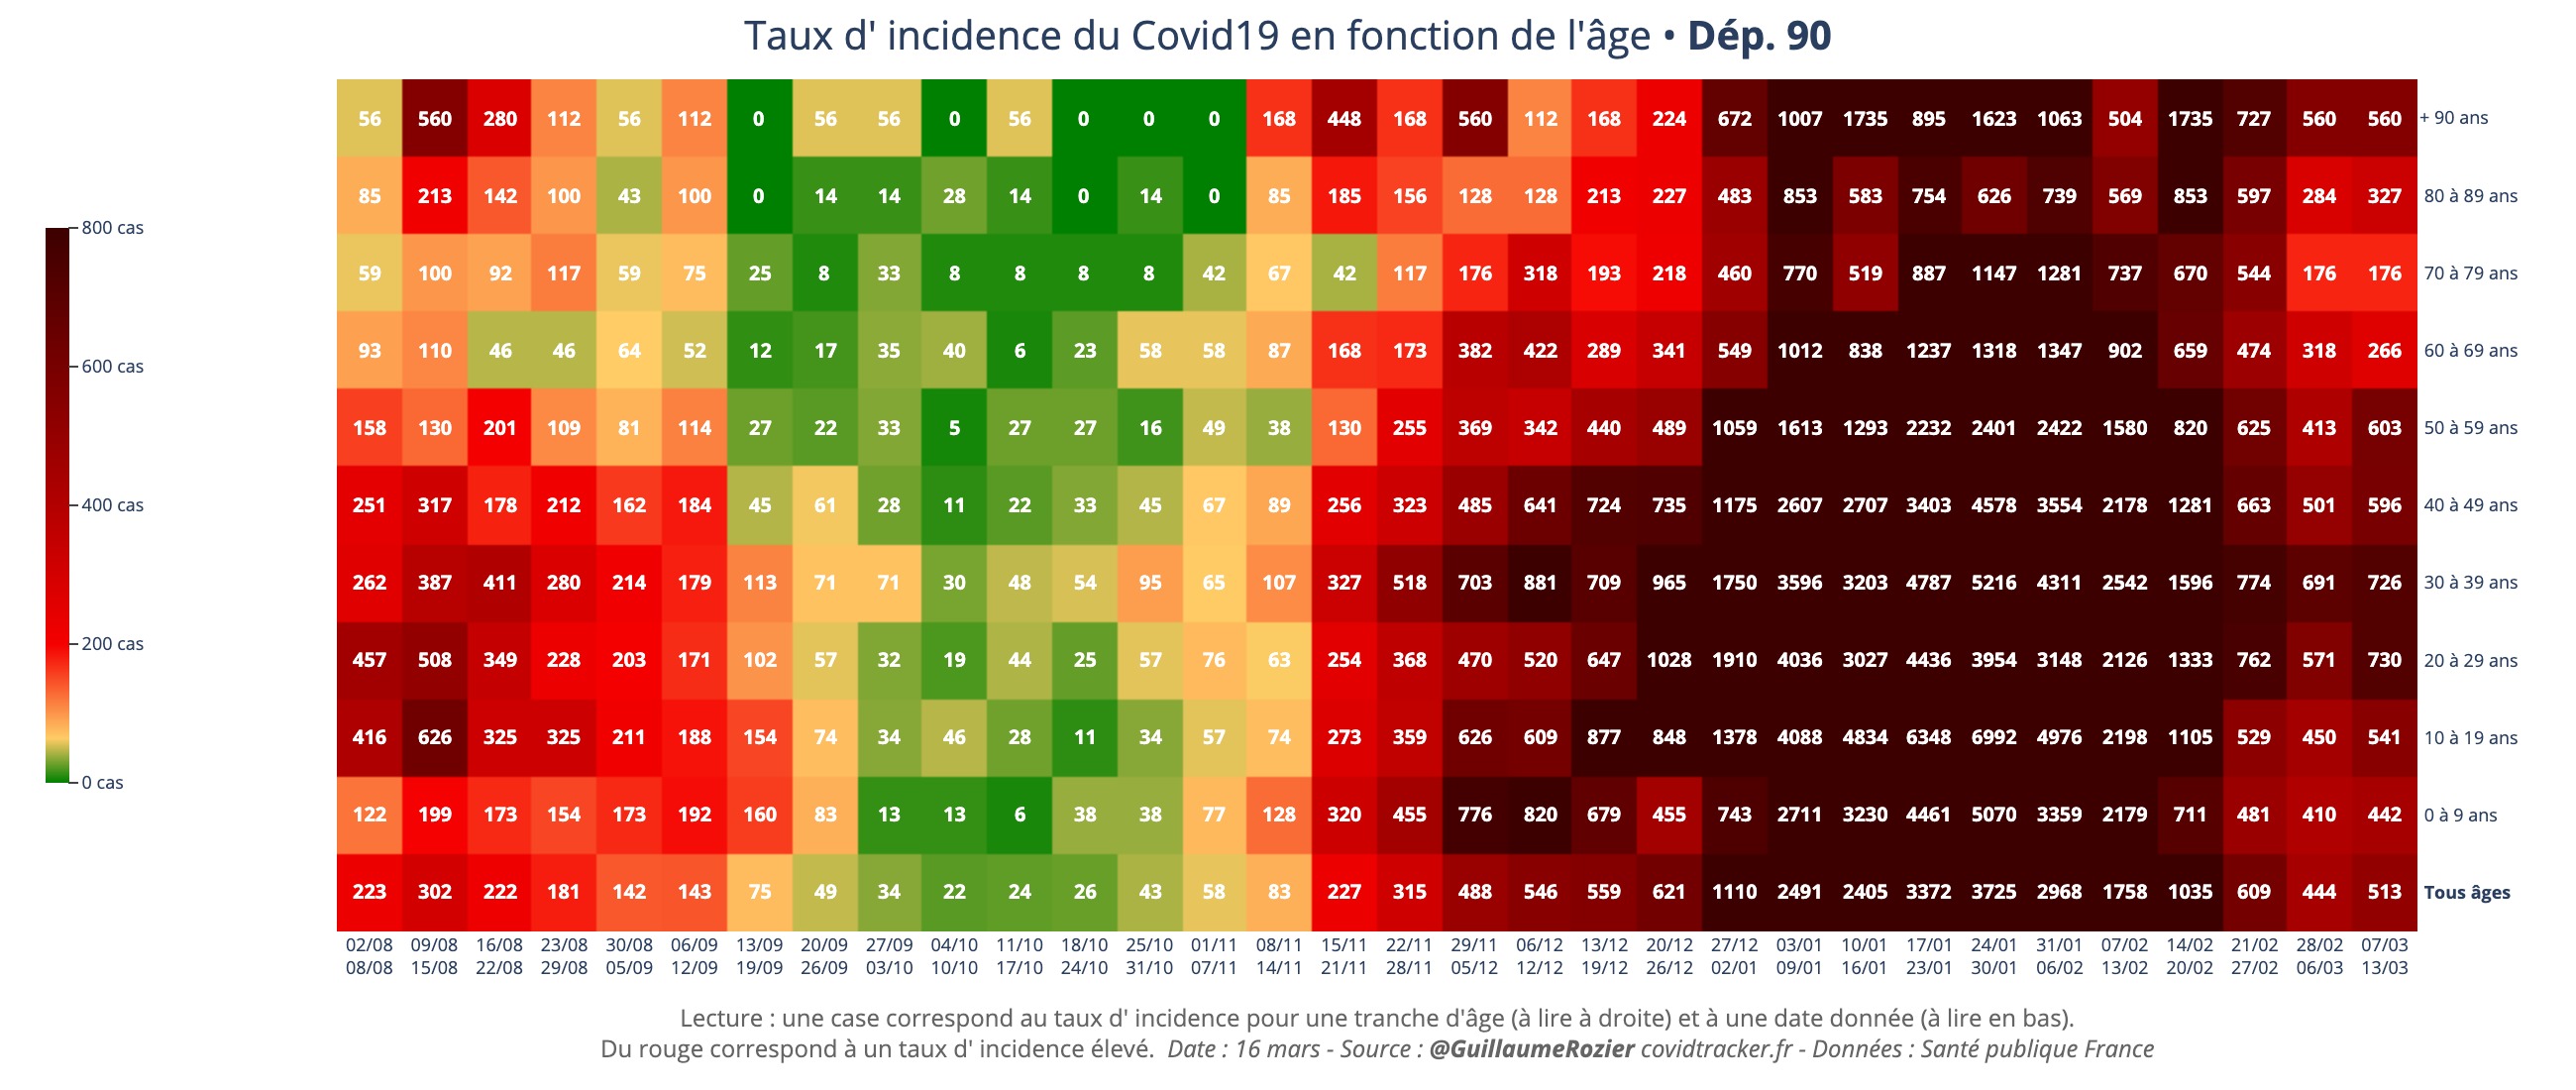 Taux d' incidence du Covid19 en fonction de l'âge • Dép. 90
56 560 280 112 56 112 0 56 56 0 56 0 0 0 168 448 168 560 112 168 224 672 1007 1735 895 1623 1063 504 1735 727 560 560 + 90 ans
85 213 142 100 43 100 0 14 14 28 14 0 14 0 85 185 156 128 128 213 227 483 853 583 754 626 739 569 853 597 284 327 80 à 89 ans
800 cas
59 100 92 117 59 75 25 8 33 8 8 8 8 42 67 42 117 176 318 193 218 460 770 519 887 1147 1281 737 670 544 176 176 70 à 79 ans
93 110 46 46 64 52 12 17 35 40 6 23 58 58 87 168 173 382 422 289 341 549 1012 838 1237 1318 1347 902 659 474 318 266 60 à 69 ans
600 cas
158 130 201 109 81 114 27 22 33 5 27 27 16 49 38 130 255 369 342 440 489 1059 1613 1293 2232 2401 2422 1580 820 625 413 603 50 à 59 ans
400 cas
251 317 178 212 162 184 45 61 28 11 22 33 45 67 89 256 323 485 641 724 735 1175 2607 2707 3403 4578 3554 2178 1281 663 501 596 40 à 49 ans
262 387 411 280 214 179 113 71 71 30 48 54 95 65 107 327 518 703 881 709 965 1750 3596 3203 4787 5216 4311 2542 1596 774 691 726 30 à 39 ans
200 cas
457 508 349 228 203 171 102 57 32 19 44 25 57 76 63 254 368 470 520 647 1028 1910 4036 3027 4436 3954 3148 2126 1333 762 571 730 20 à 29 ans
416 626 325 325 211 188 154 74 34 46 28 11 34 57 74 273 359 626 609 877 848 1378 4088 4834 6348 6992 4976 2198 1105 529 450 541 10 à 19 ans
0 cas
122 199 173 154 173 192 160 83 13 13 6 38 38 77 128 320 455 776 820 679 455 743 2711 3230 4461 5070 3359 2179 711 481 410 442 0 à 9 ans
223 302 222 181 142 143 75 49 34 22 24 26 43 58 83 227 315 488 546 559 621 1110 2491 2405 3372 3725 2968 1758 1035 609 444 513 Tous âges
02/08 09/08 16/08 23/08 30/08 06/09 13/09 20/09 27/09 04/10 11/10 18/10 25/10 01/11 08/11 15/11 22/11 29/11 06/12 13/12 20/12 27/12 03/01 10/01 17/01 24/01 31/01 07/02 14/02 21/02 28/02 07/03
08/08 15/08 22/08 29/08 05/09 12/09 19/09 26/09 03/10 10/10 17/10 24/10 31/10 07/11 14/11 21/11 28/11 05/12 12/12 19/12 26/12 02/01 09/01 16/01 23/01 30/01 06/02 13/02 20/02 27/02 06/03 13/03
Lecture : une case correspond au taux d' incidence pour une tranche d'âge (à lire à droite) et à une date donnée (à lire en bas).
Du rouge correspond à un taux d' incidence élevé. Date : 16 mars - Source : @GuillaumeRozier covidtracker.fr - Données : Santé publique France